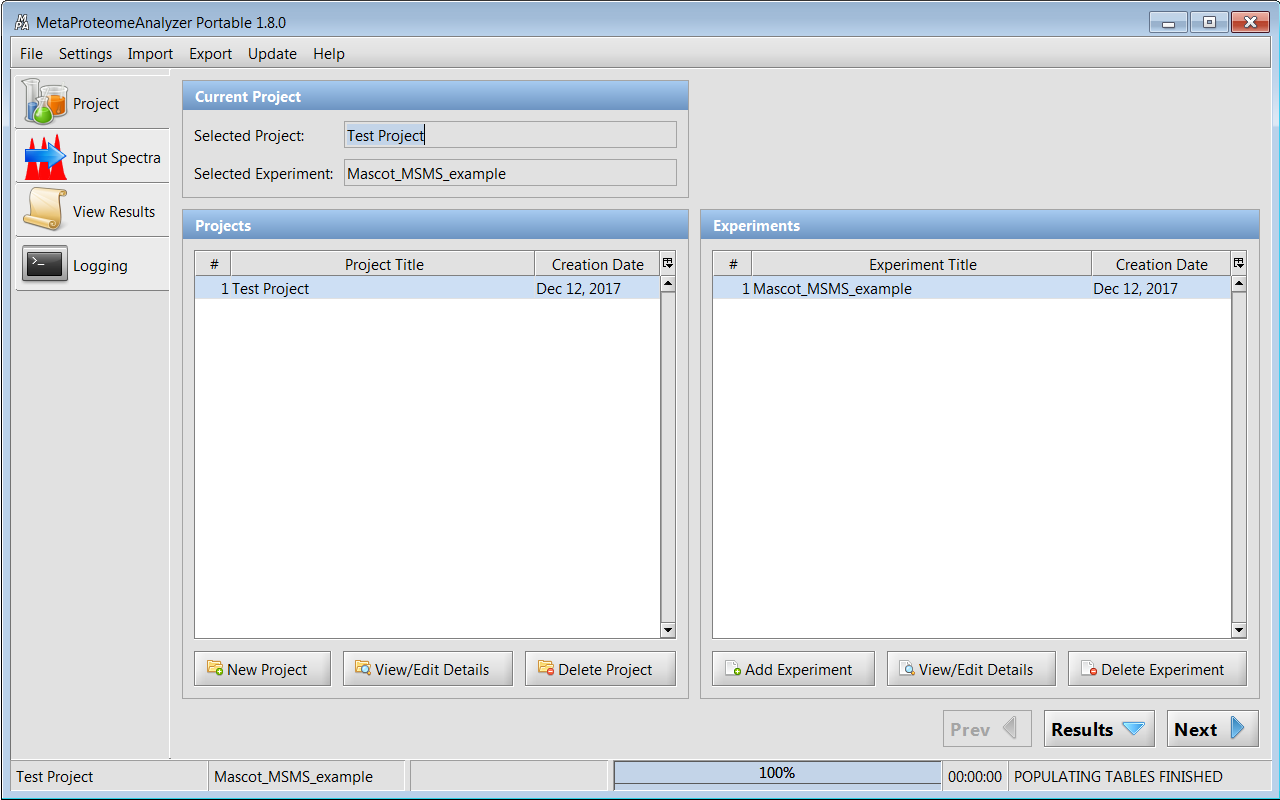 MPA MetaProteomeAnalyzer Portable 1.8.0
File Settings Import Export Update Help
Project
Input Spectra
View Results
>_ Logging
Current Project
Selected Project: Test Project
Selected Experiment: Mascot_MSMS_example
Projects
# Project Title Creation Date
1 Test Project Dec 12, 2017
New Project View/Edit Details Delete Project
Experiments
# Experiment Title Creation Date
1 Mascot_MSMS_example Dec 12, 2017
Add Experiment View/Edit Details Delete Experiment
Prev Results Next
Test Project Mascot_MSMS_example 100% 00:00:00 POPULATING TABLES FINISHED